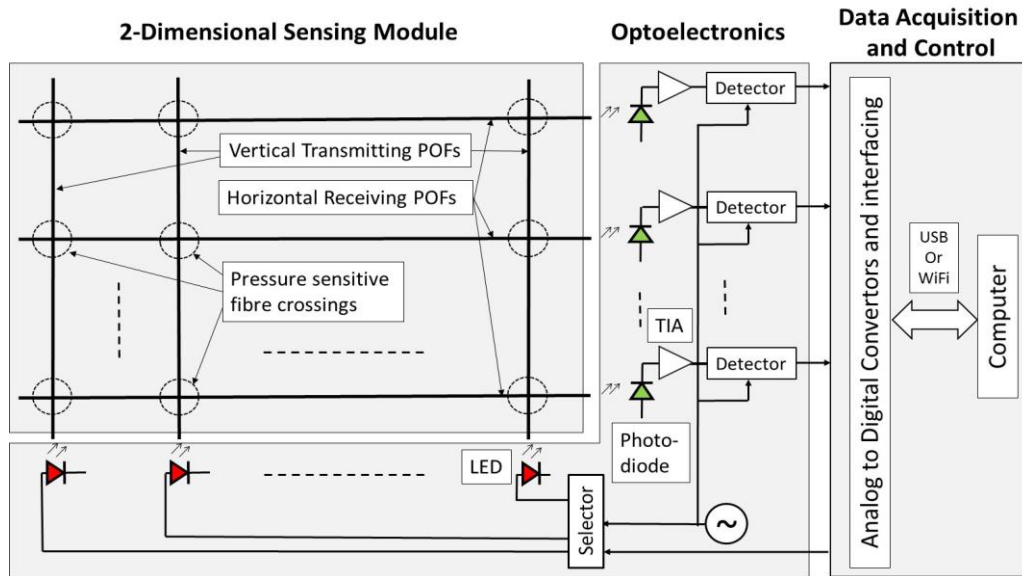 2-Dimensional Sensing Module
Optoelectronics
Data Acquisition
and Control
Vertical Transmitting POFs
Horizontal Receiving POFs
Pressure sensitive
fibre crossings
Detector
Detector
TIA
Detector
Photo-
diode
LED
Selector
~
Analog to Digital Convertors and interfacing
USB
Or
WiFi
Computer